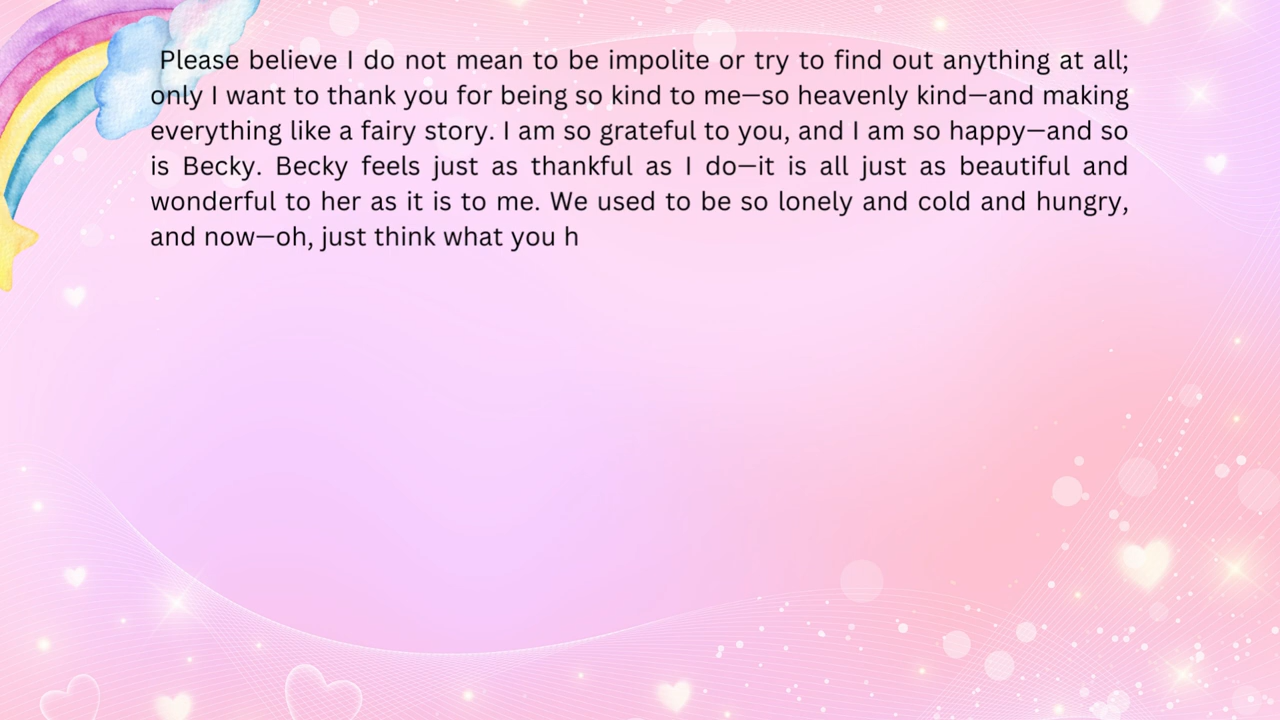 Please believe I do not mean to be impolite or try to find out anything at all;
only I want to thank you for being so kind to me—so heavenly kind—and making
everything like a fairy story. I am so grateful to you, and I am so happy—and so
is Becky. Becky feels just as thankful as I do—it is all just as beautiful and
wonderful to her as it is to me. We used to be so lonely and cold and hungry,
and now—oh, just think what you h